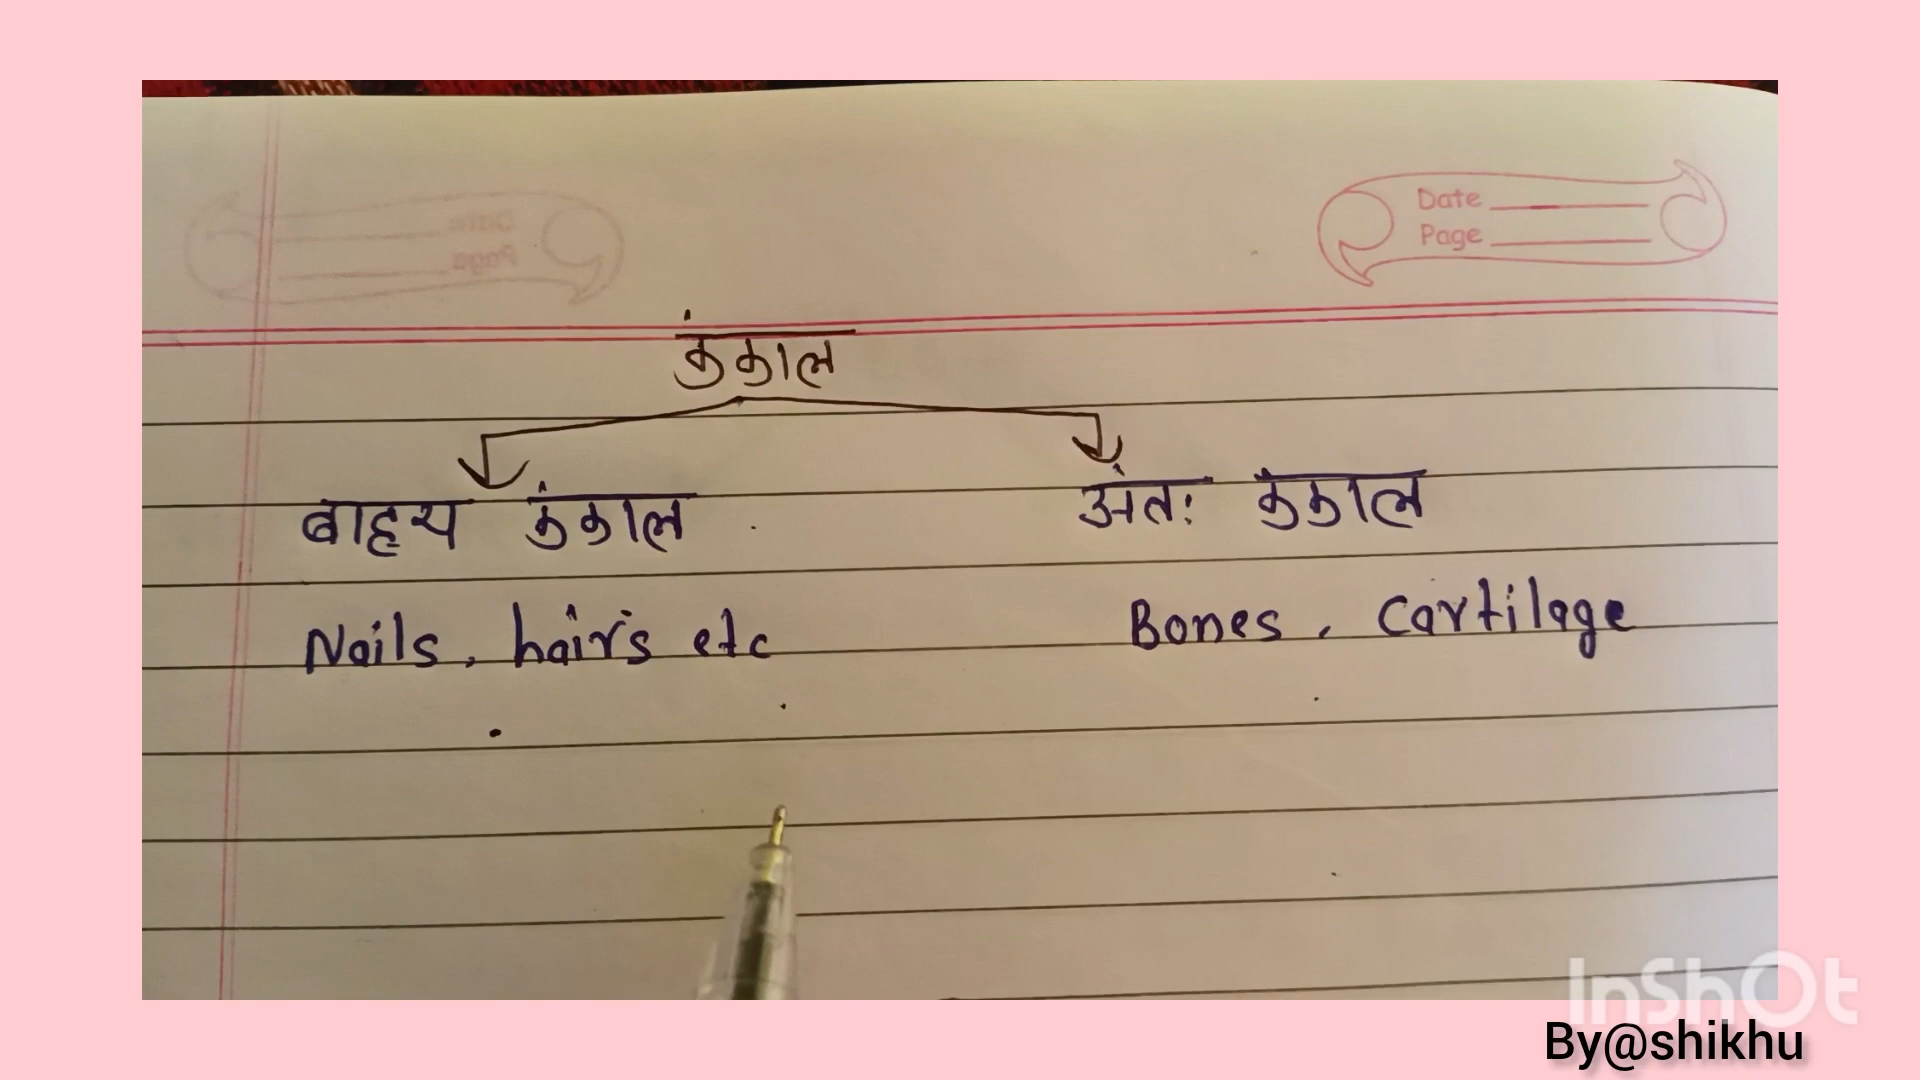 Date
Page
कंकाल
बाह्य कंकाल
अंतः कंकाल
Nails, hairs etc
Bones, Cartilage
InShOt
By@shikhu